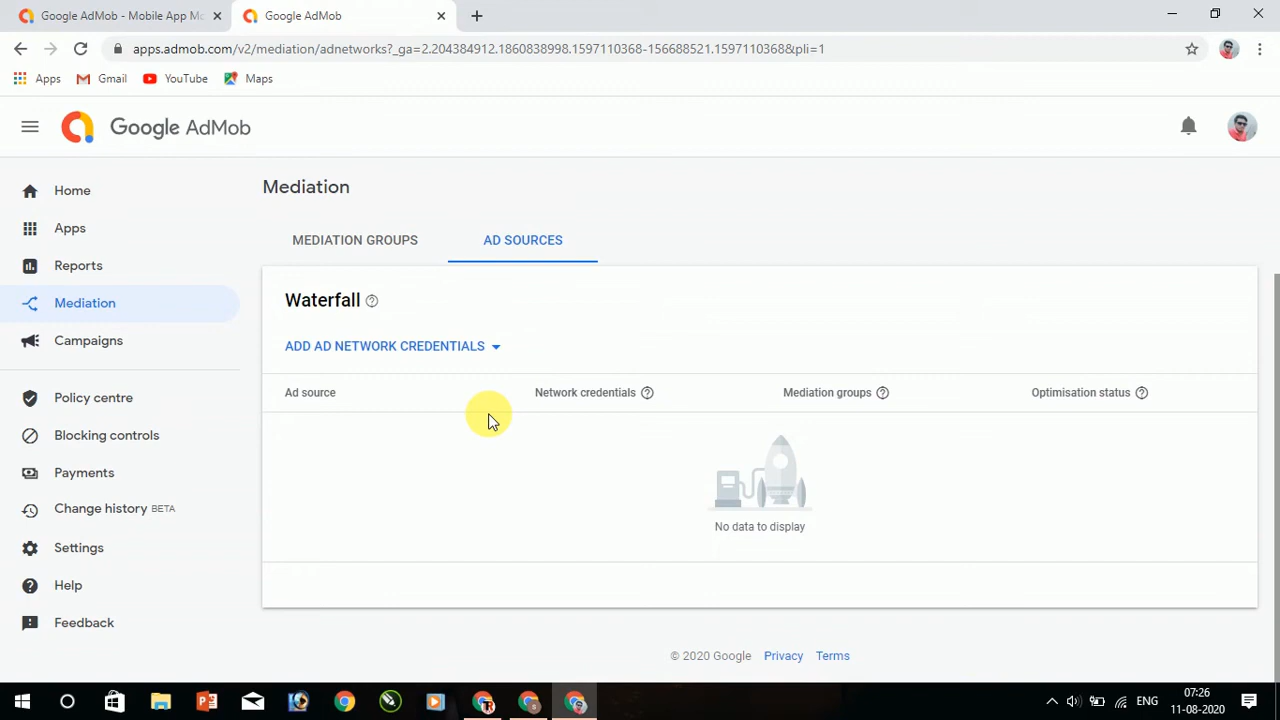 Google AdMob - Mobile App Mo
Google AdMob
apps.admob.com/v2/mediation/adnetworks?_ga=2.204384912.1860838998.1597110368-156688521.1597110368&pli=1
Apps
Gmail
YouTube
Maps
Google AdMob
Home
Apps
Reports
Mediation
Campaigns
Policy centre
Blocking controls
Payments
Change history BETA
Settings
Help
Feedback
Mediation
MEDIATION GROUPS
AD SOURCES
Waterfall
ADD AD NETWORK CREDENTIALS
Ad source
Network credentials
Mediation groups
Optimisation status
No data to display
© 2020 Google
Privacy
Terms
ENG
07:26
11-08-2020